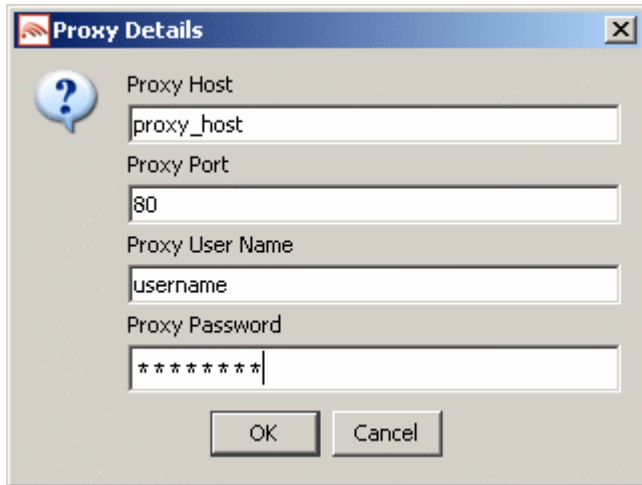 Proxy Details
Proxy Host
proxy_host
Proxy Port
80
Proxy User Name
username
Proxy Password
********
OK Cancel